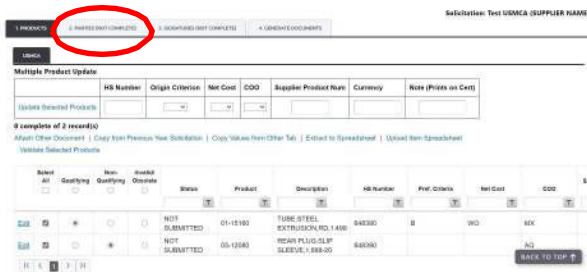 Solicitation: Test USMCA (SUPPLIER NAME
1. PRODUCTS 2. PARTIES (NOT COMPLETE) 3. SIGNATURES (NOT COMPLETE) 4. GENERATE DOCUMENTS
USMCA
Multiple Product Update
HS Number Origin Criterion Net Cost COO Supplier Product Num Currency Note (Prints on Cert)
Update Selected Products
0 complete of 2 record(s)
Attach Other Document | Copy from Previous Year Solicitation | Copy Values from Other Tab | Extract to Spreadsheet | Upload Item Spreadsheet
Validate Selected Products
Select All Qualifying Non-Qualifying Invalid Obsolete Status Product Description HS Number Pref. Criteria Net Cost COO S
Edit NOT SUBMITTED 01-15160 TUBE,STEEL EXTRUSION,RD,1.498 848390 B WO MX
Edit NOT SUBMITTED 03-12080 REAR PLUG-SLIP SLEEVE,1.688-20 848390 AQ
1
BACK TO TOP